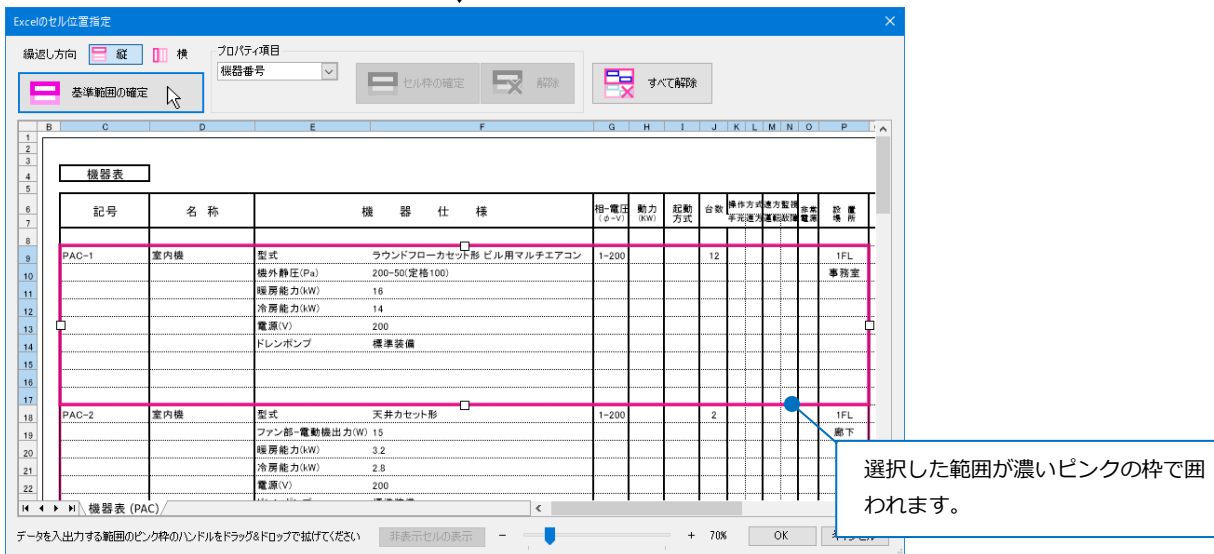 Excelのセル位置指定
繰返し方向 縦 横 プロパティ項目
機器番号
基準範囲の確定 セル枠の確定 解除 すべて解除
B C D E F G H I J K L M N O P
1
2
3
4 機器表
5
6 記号 名 称 機 器 仕 様 相-電圧 動力 起動 台数 操作方式 遠方監視 非常 設 置
7 (φ-V) (KW) 方式 電源 場 所
8
9 PAC-1 室内機 型式 ラウンドフローカセット形 ビル用マルチエアコン 1-200 12 1FL
10 機外静圧(Pa) 200-50(定格100) 事務室
11 暖房能力(kW) 16
12 冷房能力(kW) 14
13 電源(V) 200
14 ドレンポンプ 標準装備
15
16
17
18 PAC-2 室内機 型式 天井カセット形 1-200 2 1FL
19 ファン部-電動機出力(W) 15 廊下
20 暖房能力(kW) 3.2
21 冷房能力(kW) 2.8
22 電源(V) 200
機器表 (PAC)
データを入出力する範囲のピンク枠のハンドルをドラッグ&ドロップで拡げてください 非表示セルの表示 - + 70% OK
選択した範囲が濃いピンクの枠で囲
われます。